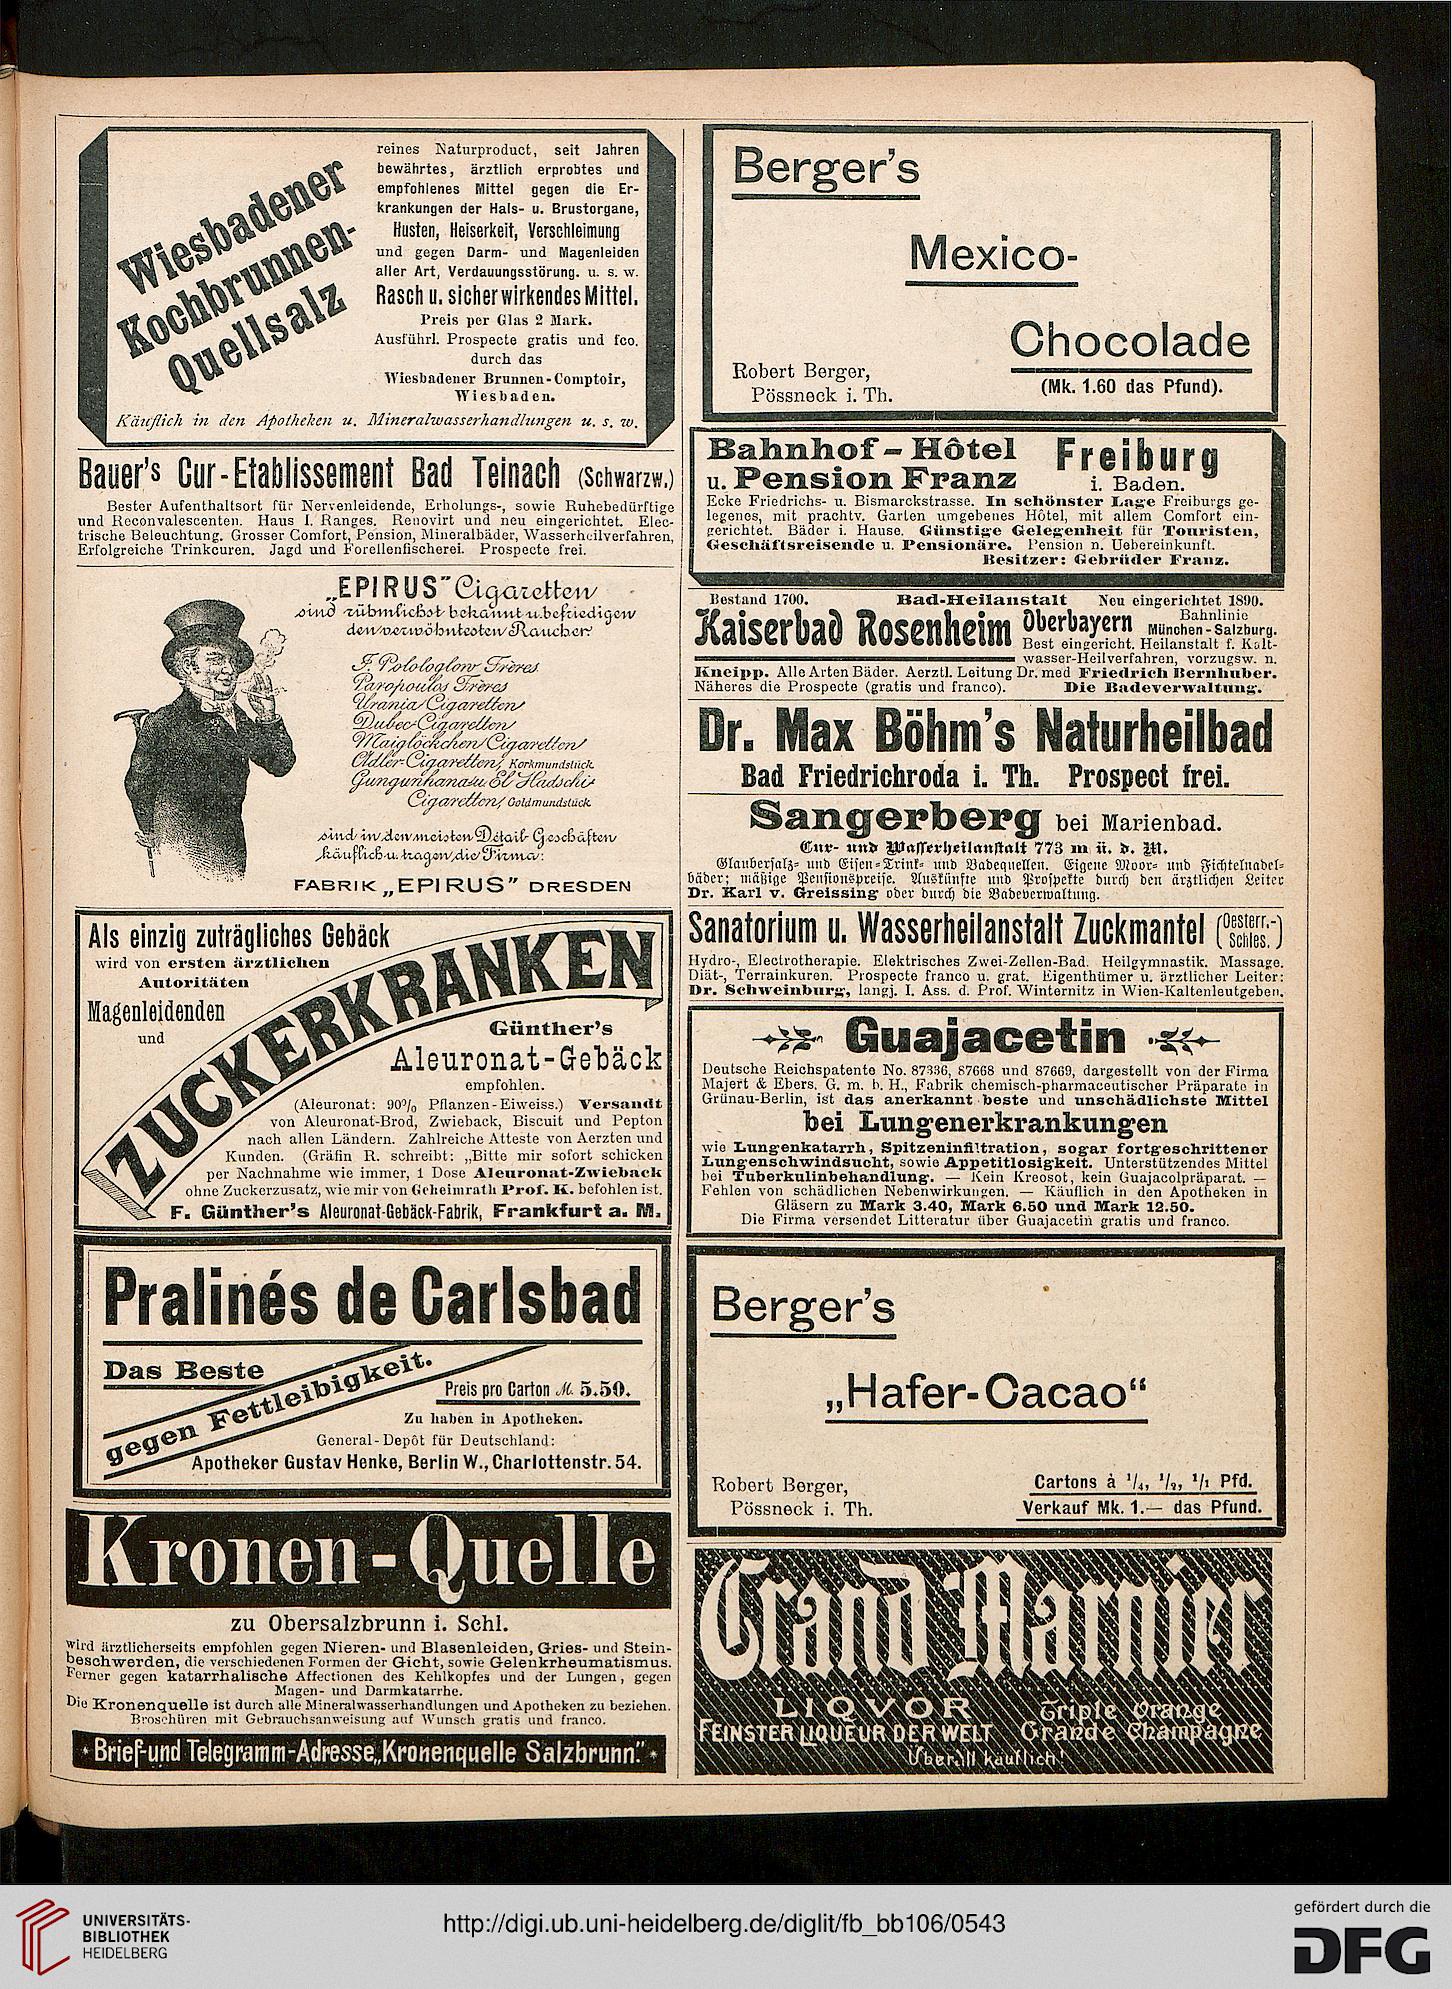 Wiesbadener
Kochbrunnen-
Quellsalz
reines Naturproduct, seit Jahren
bewährtes, ärztlich erprobtes und
empfohlenes Mittel gegen die Er-
krankungen der Hals- u. Brustorgane,
Husten, Heiserkeit, Verschleimung
und gegen Darm- und Magenleiden
aller Art, Verdauungsstörung. u. s. w.
Rasch u. sicher wirkendes Mittel.
Preis per Glas 2 Mark.
Ausführl. Prospecte gratis und fco.
durch das
Wiesbadener Brunnen-Comptoir,
Wiesbaden.
Käuflich in den Apotheken u. Mineralwasserhandlungen u. s. w.
Bauer's Cur-Etablissement Bad Teinach (Schwarzw.)
Bester Aufenthaltsort für Nervenleidende, Erholungs-, sowie Ruhebedürftige
und Reconvalescenten. Haus I. Ranges. Renovirt und neu eingerichtet. Elec-
trische Beleuchtung. Grosser Comfort, Pension, Mineralbäder, Wasserheilverfahren,
Erfolgreiche Trinkcuren. Jagd und Forellenfischerei. Prospecte frei.
„EPIRUS" Cigaretten
sind rühmlichst bekannt u. befriedigen
den verwöhntesten Raucher!
F. Polologlow Frères
Paropoulos Frères
Urania Cigaretten
Dubec-Cigaretten
Maiglöckchen Cigaretten
Adler-Cigaretten, Korkmundstück
Gungunhana u. El Hadschi-
Cigaretten, Goldmundstück
sind in den meisten Détail-Geschäften
käuflich u. tragen die Firma:
FABRIK „EPIRUS" DRESDEN
Als einzig zuträgliches Gebäck
wird von ersten ärztlichen
Autoritäten
Magenleidenden
und
ZUCKERKRANKEN
Günther's
Aleuronat-Gebäck
empfohlen.
(Aleuronat: 90% Pflanzen-Eiweiss.) Versandt
von Aleuronat-Brod, Zwieback, Biscuit und Pepton
nach allen Ländern. Zahlreiche Atteste von Aerzten und
Kunden. (Gräfin R. schreibt: „Bitte mir sofort schicken
per Nachnahme wie immer, 1 Dose Aleuronat-Zwieback
ohne Zuckerzusatz, wie mir von Geheimrath Prof. K. befohlen ist.
F. Günther's Aleuronat-Gebäck-Fabrik, Frankfurt a. M.
Pralinés de Carlsbad
Das Beste
gegen Fettleibigkeit.
Preis pro Carton M. 5.50.
Zu haben in Apotheken.
General-Depôt für Deutschland:
Apotheker Gustav Henke, Berlin W., Charlottenstr. 54.
Kronen-Quelle
zu Obersalzbrunn i. Schl.
wird ärztlicherseits empfohlen gegen Nieren- und Blasenleiden, Gries- und Stein-
beschwerden, die verschiedenen Formen der Gicht, sowie Gelenkrheumatismus.
Ferner gegen katarrhalische Affectionen des Kehlkopfes und der Lungen, gegen
Magen- und Darmkatarrhe.
Die Kronenquelle ist durch alle Mineralwasserhandlungen und Apotheken zu beziehen.
Broschüren mit Gebrauchsanweisung auf Wunsch gratis und franco.
Brief-und Telegramm-Adresse „Kronenquelle Salzbrunn."
Berger's
Mexico-
Chocolade
(Mk. 1.60 das Pfund).
Robert Berger,
Pössneck i. Th.
Bahnhof-Hôtel
u. Pension Franz
Freiburg
i. Baden.
Ecke Friedrichs- u. Bismarckstrasse. In schönster Lage Freiburgs ge-
legenes, mit prachtv. Garten umgebenes Hôtel, mit allem Comfort ein-
gerichtet. Bäder i. Hause. Günstige Gelegenheit für Touristen,
Geschäftsreisende u. Pensionäre. Pension n. Uebereinkunft.
Besitzer: Gebrüder Franz.
Bestand 1700. Bad-Heilanstalt Neu eingerichtet 1890.
Kaiserbad Rosenheim Oberbayern
Bahnlinie
München-Salzburg.
Best eingericht. Heilanstalt f. Kalt-
wasser-Heilverfahren, vorzugsw. n.
Kneipp. Alle Arten Bäder. Aerztl. Leitung Dr. med Friedrich Bernhuber.
Näheres die Prospecte (gratis und franco). Die Badeverwaltung.
Dr. Max Böhm's Naturheilbad
Bad Friedrichroda i. Th. Prospect frei.
Sangerberg bei Marienbad.
Cur- und Wasserheilanstalt 773 m ü. d. M.
Glaubersalz- und Eisen-Trink- und Badequellen. Eigene Moor- und Fichtelnadel-
bäder; mäßige Pensionspreise. Auskünfte und Prospekte durch den ärztlichen Leiter
Dr. Karl v. Greissing oder durch die Badeverwaltung.
Sanatorium u. Wasserheilanstalt Zuckmantel (Oesterr.- Schles.)
Hydro-, Electrotherapie. Elektrisches Zwei-Zellen-Bad. Heilgymnastik. Massage.
Diät-, Terrainkuren. Prospecte franco u. grat. Eigenthümer u. ärztlicher Leiter:
Dr. Schweinburg, langj. I. Ass. d. Prof. Winternitz in Wien-Kaltenleutgeben.
Guajacetin
Deutsche Reichspatente No. 87336, 87668 und 87669, dargestellt von der Firma
Majert & Ebers, G. m. b. H., Fabrik chemisch-pharmaceutischer Präparate in
Grünau-Berlin, ist das anerkannt beste und unschädlichste Mittel
bei Lungenerkrankungen
wie Lungenkatarrh, Spitzeninfiltration, sogar fortgeschrittener
Lungenschwindsucht, sowie Appetitlosigkeit. Unterstützendes Mittel
bei Tuberkulinbehandlung. — Kein Kreosot, kein Guajacolpräparat. —
Fehlen von schädlichen Nebenwirkungen. — Käuflich in den Apotheken in
Gläsern zu Mark 3.40, Mark 6.50 und Mark 12.50.
Die Firma versendet Litteratur über Guajacetin gratis und franco.
Berger's
„Hafer-Cacao“
Robert Berger,
Pössneck i. Th.
Cartons à 1/4, 1/2, 1/1 Pfd.
Verkauf Mk. 1.— das Pfund.
Grand Marnier
LIQVOR
FEINSTER LIQUEUR DER WELT
Triple Orange
Grande Champagne
Überall käuflich!
UNIVERSITÄTS-
BIBLIOTHEK
HEIDELBERG
http://digi.ub.uni-heidelberg.de/diglit/fb_bb106/0543
gefördert durch die
DFG